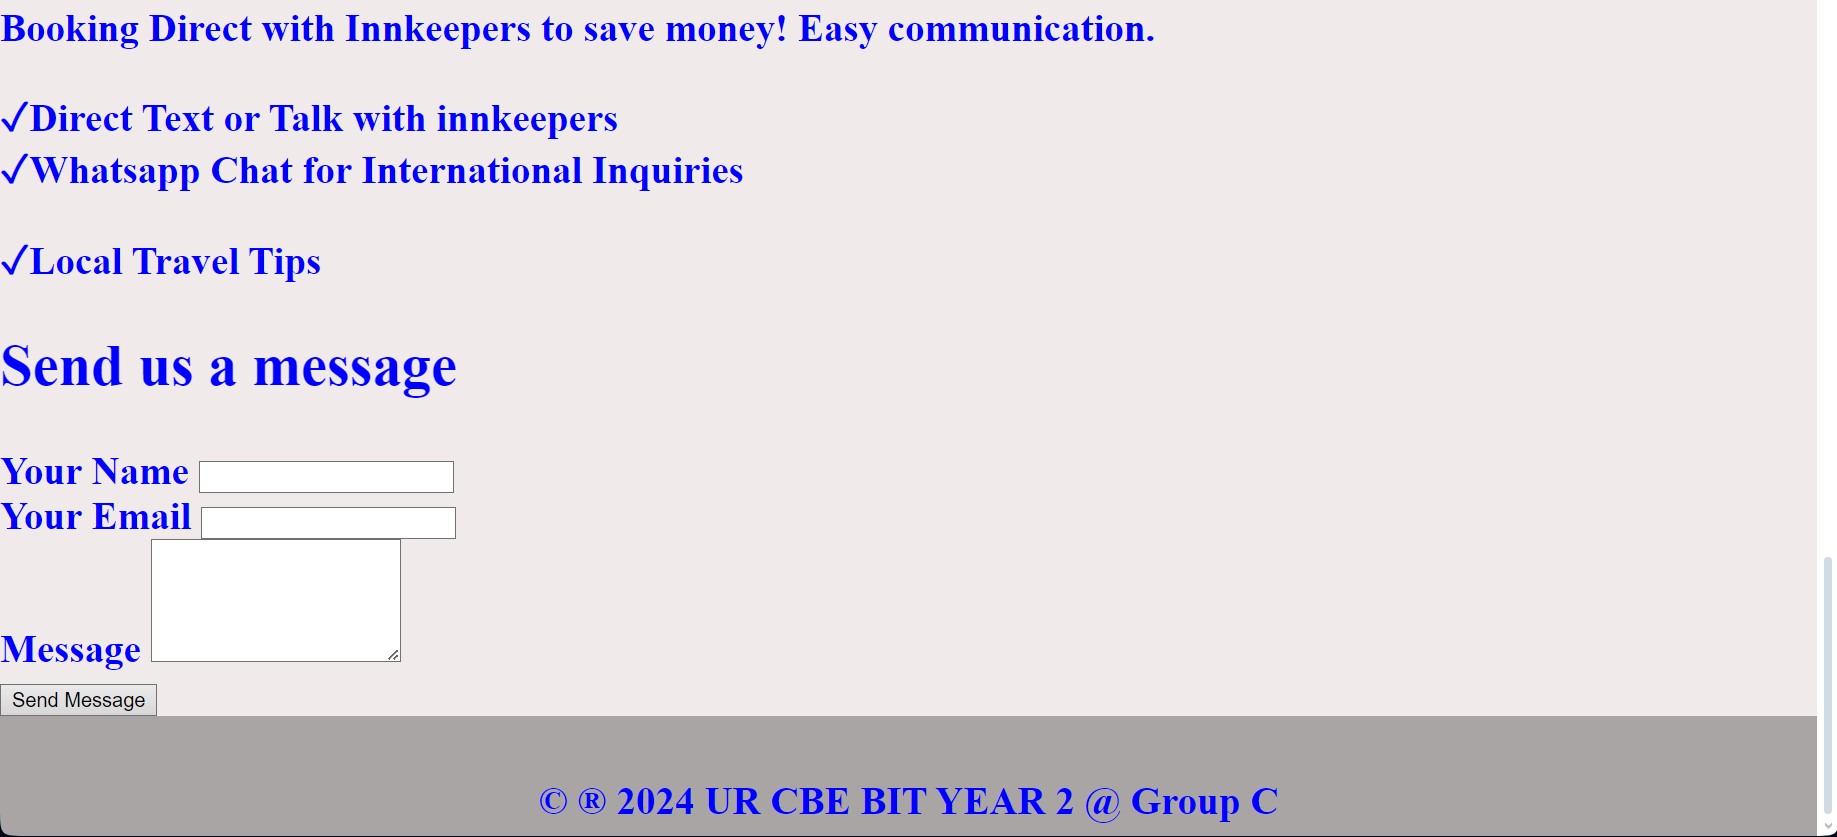 Booking Direct with Innkeepers to save money! Easy communication.
✓Direct Text or Talk with innkeepers
✓Whatsapp Chat for International Inquiries
✓Local Travel Tips
Send us a message
Your Name
Your Email
Message
Send Message
© ® 2024 UR CBE BIT YEAR 2 @ Group C